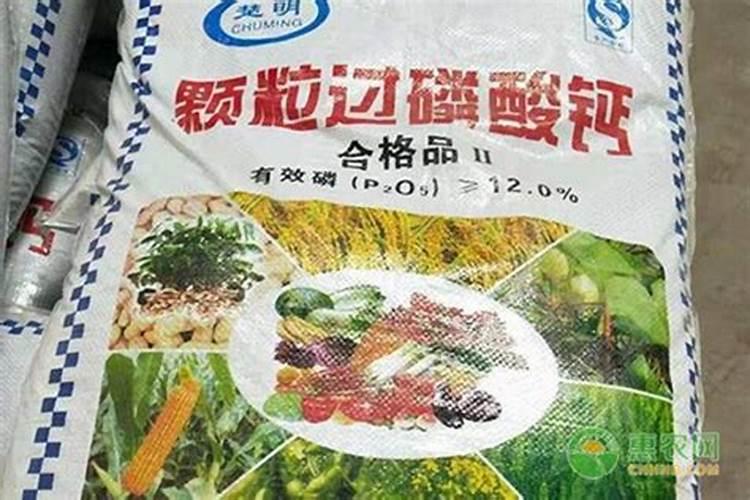 楚明
CHUMING
颗粒过磷酸钙
合格品 II
有效磷(P₂O₅)≥12.0%
钙
惠农网
CNHNB.COM